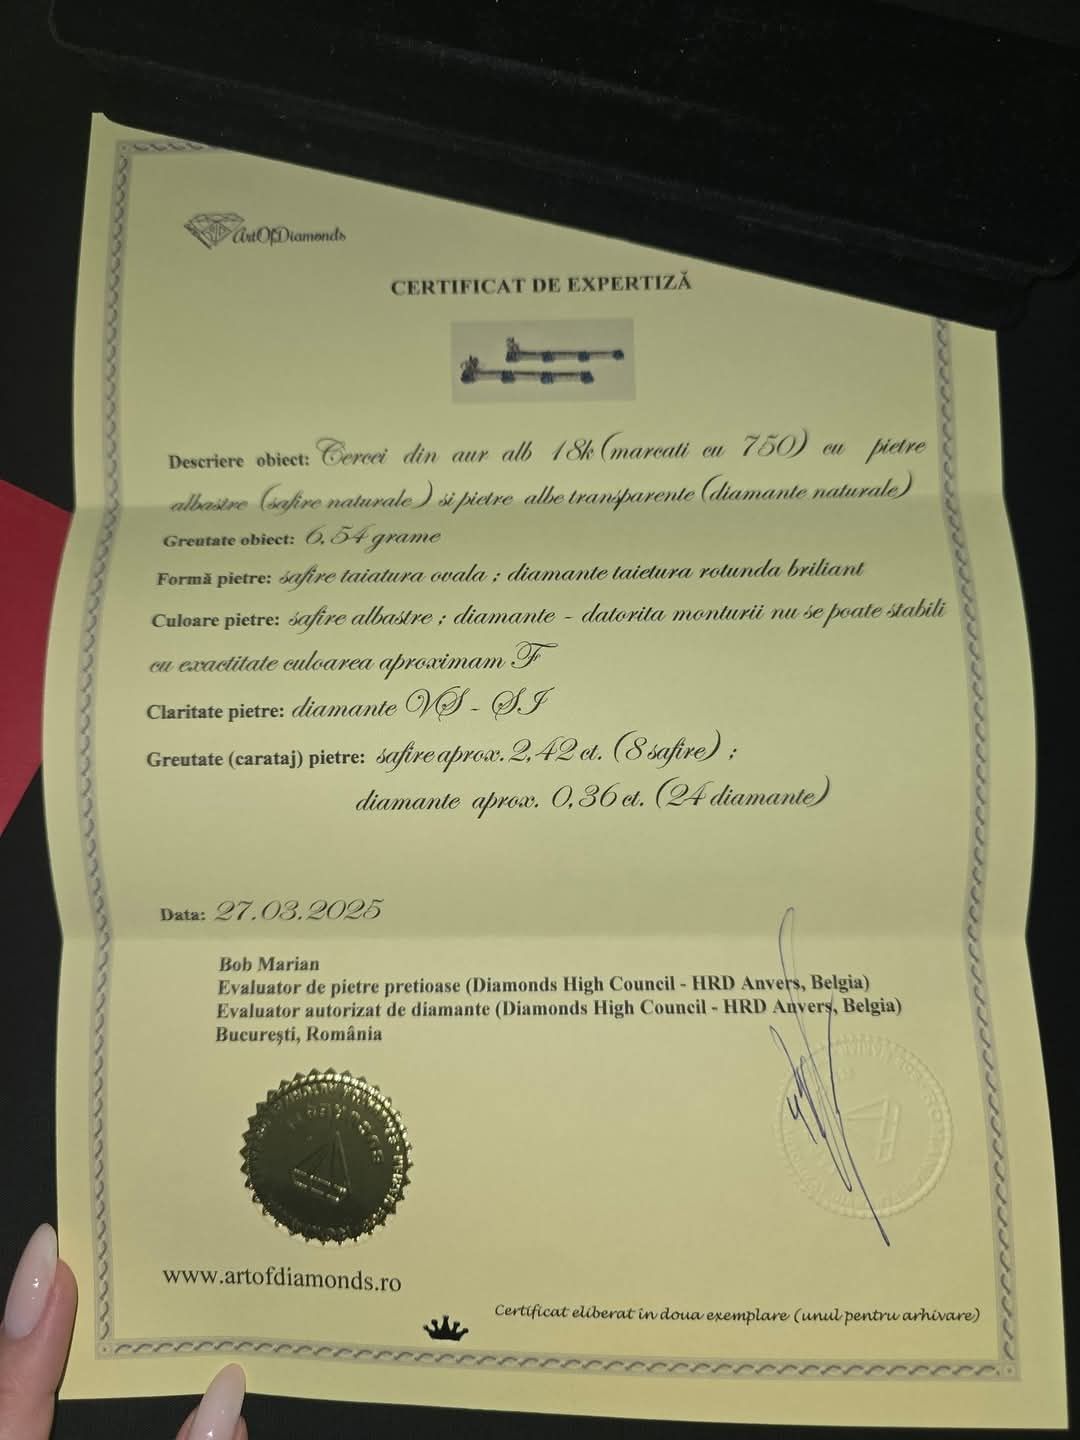 ArtOfDiamonds
CERTIFICAT DE EXPERTIZĂ
Descriere obiect: Cercei din aur alb 18k (marcati cu 750) cu pietre
albastre (safire naturale) si pietre albe transparente (diamante naturale)
Greutate obiect: 6,54 grame
Formă pietre: safire taiatura ovala ; diamante taietura rotunda briliant
Culoare pietre: safire albastre ; diamante - datorita monturii nu se poate stabili
cu exactitate culoarea aproximam F
Claritate pietre: diamante VS - SI
Greutate (carataj) pietre: safire aprox. 2,42 ct. (8 safire) ;
diamante aprox. 0,36 ct. (24 diamante)
Data: 27.03.2025
Bob Marian
Evaluator de pietre pretioase (Diamonds High Council - HRD Anvers, Belgia)
Evaluator autorizat de diamante (Diamonds High Council - HRD Anvers, Belgia)
Bucureşti, România
www.artofdiamonds.ro
Certificat eliberat în doua exemplare (unul pentru arhivare)